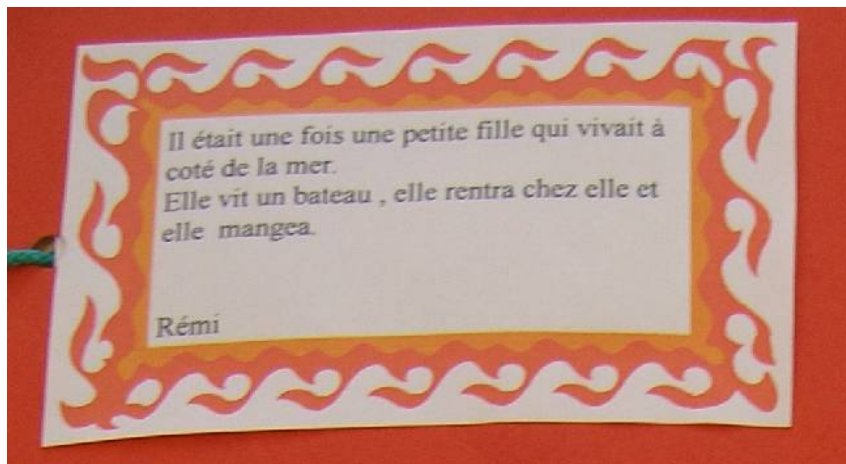 Il était une fois une petite fille qui vivait à
coté de la mer.
Elle vit un bateau , elle rentra chez elle et
elle mangea.
Rémi